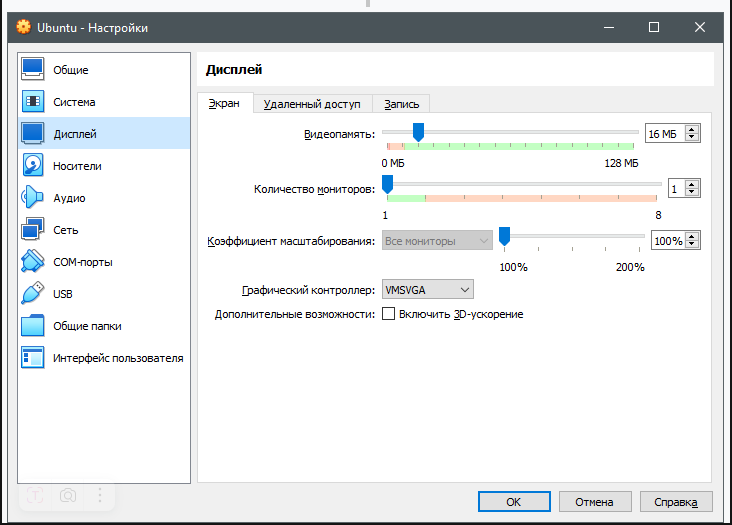 Ubuntu - Настройки
Общие
Система
Дисплей
Носители
Аудио
Сеть
COM-порты
USB
Общие папки
Интерфейс пользователя
Дисплей
Экран Удаленный доступ Запись
Видеопамять: 16 МБ
0 МБ 128 МБ
Количество мониторов: 1
1 8
Коэффициент масштабирования: Все мониторы 100%
100% 200%
Графический контроллер: VMSVGA
Дополнительные возможности: Включить 3D-ускорение
OK Отмена Справка